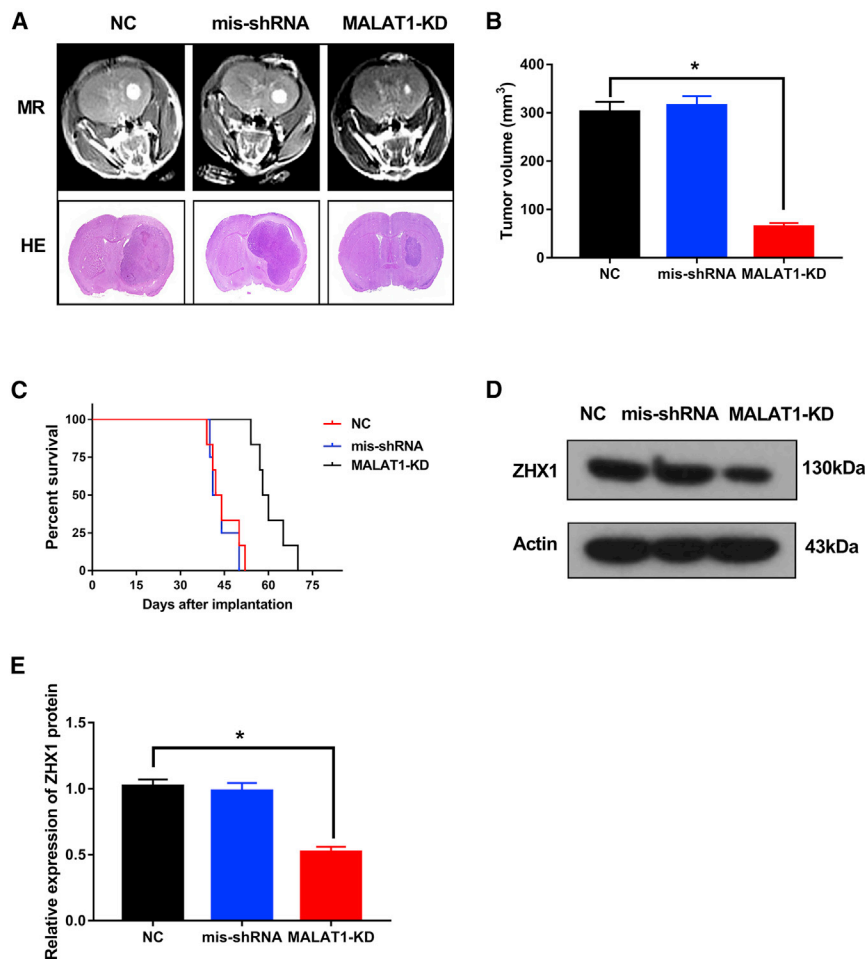 A
NC mis-shRNA MALAT1-KD
MR
HE
B
*
Tumor volume (mm³)
400
300
200
100
0
NC mis-shRNA MALAT1-KD
C
Percent survival
100
75
50
25
0
0 15 30 45 60 75
Days after implantation
NC
mis-shRNA
MALAT1-KD
D
NC mis-shRNA MALAT1-KD
ZHX1 130kDa
Actin 43kDa
E
Relative expression of ZHX1 protein
1.5
1.0
0.5
0.0
*
NC mis-shRNA MALAT1-KD